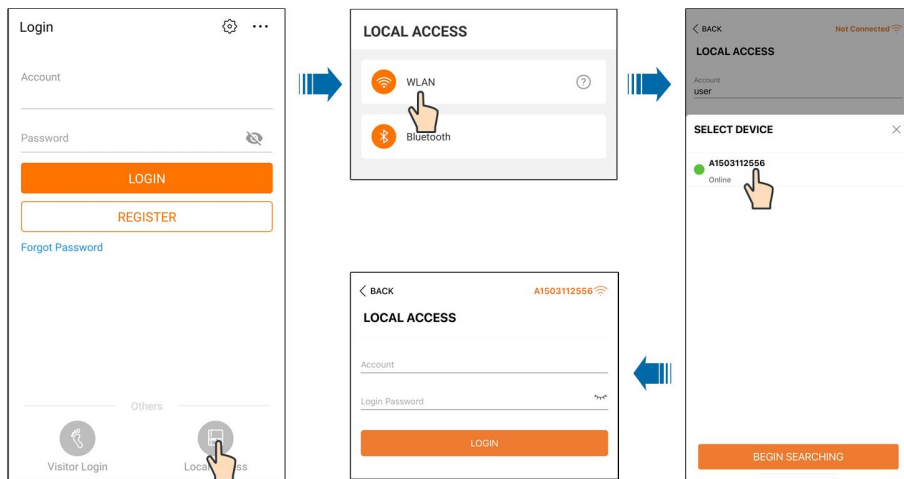 Login
Account
Password
LOGIN
REGISTER
Forgot Password
Others
Visitor Login
LOCAL ACCESS
WLAN
?
Bluetooth
BACK
Not Connected
LOCAL ACCESS
Account
user
SELECT DEVICE
A1503112556
Online
BEGIN SEARCHING
BACK
A1503112556
LOCAL ACCESS
Account
Login Password
LOGIN